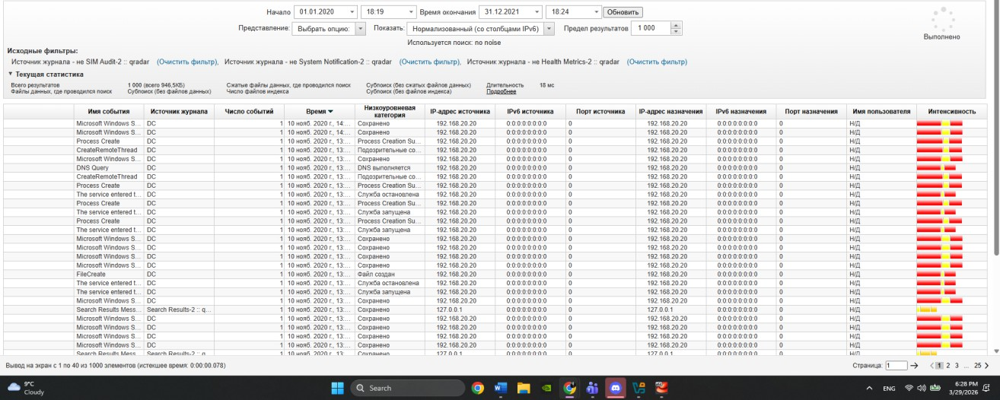 Начало 01.01.2020 18:19 Время окончания 31.12.2021 18:24 Обновить
Представление: Выбрать опцию: Показать: Нормализованный (со столбцами IPv6) Предел результатов 1 000
Выполнено
Используется поиск: no noise
Исходные фильтры:
Источник журнала - не SIM Audit-2 :: qradar (Очистить фильтр), Источник журнала - не System Notification-2 :: qradar (Очистить фильтр), Источник журнала - не Health Metrics-2 :: qradar (Очистить фильтр)
▼ Текущая статистика
Всего результатов 1 000 (всего 946,5КБ) Сжатые файлы данных, где проводился поиск Субпоиск (без сжатых файлов данных) Длительность 18 мс
Файлы данных, где проводился поиск Субпоиск (без файлов данных) Число файлов индекса Субпоиск (без файлов индекса) Подробнее
Имя события Источник журнала Число событий Время Низкоуровневая категория IP-адрес источника IPv6 источника Порт источника IP-адрес назначения IPv6 назначения Порт назначения Имя пользователя Интенсивность
Microsoft Windows S... DC 1 10 нояб. 2020 г., 14:... Сохранено 192.168.20.20 0:0:0:0:0:0:0:0 0 192.168.20.20 0:0:0:0:0:0:0:0 0 Н/Д
Microsoft Windows S... DC 1 10 нояб. 2020 г., 14:... Сохранено 192.168.20.20 0:0:0:0:0:0:0:0 0 192.168.20.20 0:0:0:0:0:0:0:0 0 Н/Д
Process Create DC 1 10 нояб. 2020 г., 13:... Process Creation Su... 192.168.20.20 0:0:0:0:0:0:0:0 0 192.168.20.20 0:0:0:0:0:0:0:0 0 Н/Д
CreateRemoteThread DC 1 10 нояб. 2020 г., 13:... Подозрительные со... 192.168.20.20 0:0:0:0:0:0:0:0 0 192.168.20.20 0:0:0:0:0:0:0:0 0 Н/Д
Microsoft Windows S... DC 1 10 нояб. 2020 г., 13:... Сохранено 192.168.20.20 0:0:0:0:0:0:0:0 0 192.168.20.20 0:0:0:0:0:0:0:0 0 Н/Д
DNS Query DC 1 10 нояб. 2020 г., 13:... DNS выполняется 192.168.20.20 0:0:0:0:0:0:0:0 0 192.168.20.20 0:0:0:0:0:0:0:0 0 Н/Д
CreateRemoteThread DC 1 10 нояб. 2020 г., 13:... Подозрительные со... 192.168.20.20 0:0:0:0:0:0:0:0 0 192.168.20.20 0:0:0:0:0:0:0:0 0 Н/Д
Process Create DC 1 10 нояб. 2020 г., 13:... Process Creation Su... 192.168.20.20 0:0:0:0:0:0:0:0 0 192.168.20.20 0:0:0:0:0:0:0:0 0 Н/Д
The service entered t... DC 1 10 нояб. 2020 г., 13:... Служба остановлена 192.168.20.20 0:0:0:0:0:0:0:0 0 192.168.20.20 0:0:0:0:0:0:0:0 0 Н/Д
Process Create DC 1 10 нояб. 2020 г., 13:... Process Creation Su... 192.168.20.20 0:0:0:0:0:0:0:0 0 192.168.20.20 0:0:0:0:0:0:0:0 0 Н/Д
The service entered t... DC 1 10 нояб. 2020 г., 13:... Служба запущена 192.168.20.20 0:0:0:0:0:0:0:0 0 192.168.20.20 0:0:0:0:0:0:0:0 0 Н/Д
Process Create DC 1 10 нояб. 2020 г., 13:... Process Creation Su... 192.168.20.20 0:0:0:0:0:0:0:0 0 192.168.20.20 0:0:0:0:0:0:0:0 0 Н/Д
The service entered t... DC 1 10 нояб. 2020 г., 13:... Служба запущена 192.168.20.20 0:0:0:0:0:0:0:0 0 192.168.20.20 0:0:0:0:0:0:0:0 0 Н/Д
Microsoft Windows S... DC 1 10 нояб. 2020 г., 13:... Сохранено 192.168.20.20 0:0:0:0:0:0:0:0 0 192.168.20.20 0:0:0:0:0:0:0:0 0 Н/Д
Microsoft Windows S... DC 1 10 нояб. 2020 г., 13:... Сохранено 192.168.20.20 0:0:0:0:0:0:0:0 0 192.168.20.20 0:0:0:0:0:0:0:0 0 Н/Д
Microsoft Windows S... DC 1 10 нояб. 2020 г., 13:... Сохранено 192.168.20.20 0:0:0:0:0:0:0:0 0 192.168.20.20 0:0:0:0:0:0:0:0 0 Н/Д
Microsoft Windows S... DC 1 10 нояб. 2020 г., 13:... Сохранено 192.168.20.20 0:0:0:0:0:0:0:0 0 192.168.20.20 0:0:0:0:0:0:0:0 0 Н/Д
FileCreate DC 1 10 нояб. 2020 г., 13:... Файл создан 192.168.20.20 0:0:0:0:0:0:0:0 0 192.168.20.20 0:0:0:0:0:0:0:0 0 Н/Д
The service entered t... DC 1 10 нояб. 2020 г., 13:... Служба остановлена 192.168.20.20 0:0:0:0:0:0:0:0 0 192.168.20.20 0:0:0:0:0:0:0:0 0 Н/Д
The service entered t... DC 1 10 нояб. 2020 г., 13:... Служба запущена 192.168.20.20 0:0:0:0:0:0:0:0 0 192.168.20.20 0:0:0:0:0:0:0:0 0 Н/Д
Microsoft Windows S... DC 1 10 нояб. 2020 г., 13:... Сохранено 192.168.20.20 0:0:0:0:0:0:0:0 0 192.168.20.20 0:0:0:0:0:0:0:0 0 Н/Д
Search Results Mess... Search Results-2 :: q... 1 10 нояб. 2020 г., 13:... Сохранено 127.0.0.1 0:0:0:0:0:0:0:0 0 127.0.0.1 0:0:0:0:0:0:0:0 0 Н/Д
Microsoft Windows S... DC 1 10 нояб. 2020 г., 13:... Сохранено 192.168.20.20 0:0:0:0:0:0:0:0 0 192.168.20.20 0:0:0:0:0:0:0:0 0 Н/Д
Microsoft Windows S... DC 1 10 нояб. 2020 г., 13:... Сохранено 192.168.20.20 0:0:0:0:0:0:0:0 0 192.168.20.20 0:0:0:0:0:0:0:0 0 Н/Д
Microsoft Windows S... DC 1 10 нояб. 2020 г., 13:... Сохранено 192.168.20.20 0:0:0:0:0:0:0:0 0 192.168.20.20 0:0:0:0:0:0:0:0 0 Н/Д
Microsoft Windows S... DC 1 10 нояб. 2020 г., 13:... Сохранено 192.168.20.20 0:0:0:0:0:0:0:0 0 192.168.20.20 0:0:0:0:0:0:0:0 0 Н/Д
Search Results Mess... Search Results-2 :: q... 1 10 нояб. 2020 г., 13:... Сохранено 127.0.0.1 0:0:0:0:0:0:0:0 0 127.0.0.1 0:0:0:0:0:0:0:0 0 Н/Д
Вывод на экран с 1 по 40 из 1000 элементов (истекшее время: 0:00:00.078) Страница: 1 1 2 3 ... 25
9°C
Cloudy
Search
ENG
6:28 PM
3/29/2026